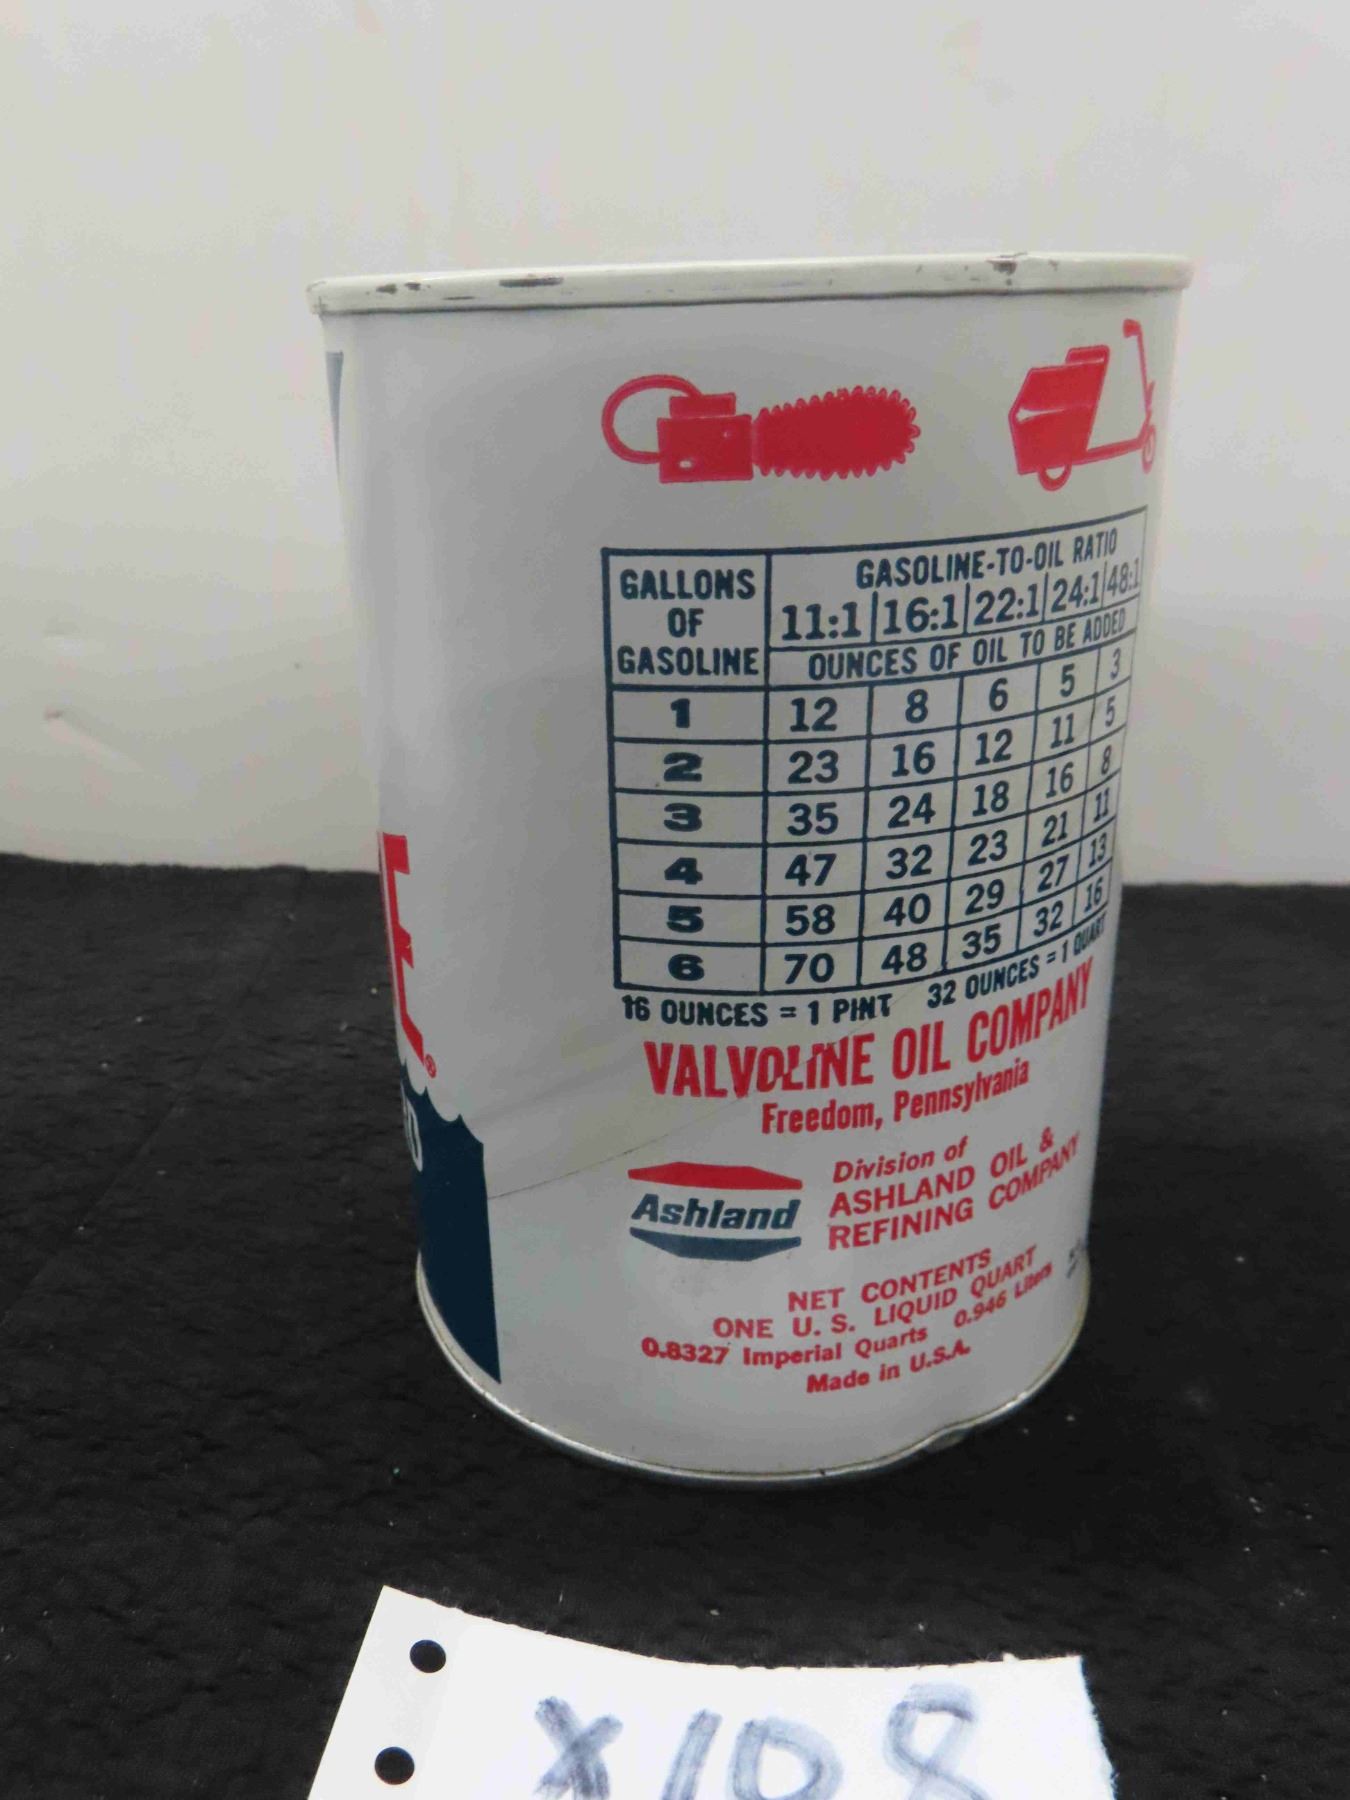 GALLONS OF GASOLINE
GASOLINE-TO-OIL RATIO
11:1 16:1 22:1 24:1 48:1
OUNCES OF OIL TO BE ADDED
1 12 8 6 5 3
2 23 16 12 11 5
3 35 24 18 16 8
4 47 32 23 21 11
5 58 40 29 27 13
6 70 48 35 32 16
16 OUNCES = 1 PINT 32 OUNCES = 1 QUART
VALVOLINE OIL COMPANY
Freedom, Pennsylvania
Ashland
Division of
ASHLAND OIL &
REFINING COMPANY
NET CONTENTS
ONE U. S. LIQUID QUART
0.8327 Imperial Quarts 0.946 Liters
Made in U.S.A.
E®
X108